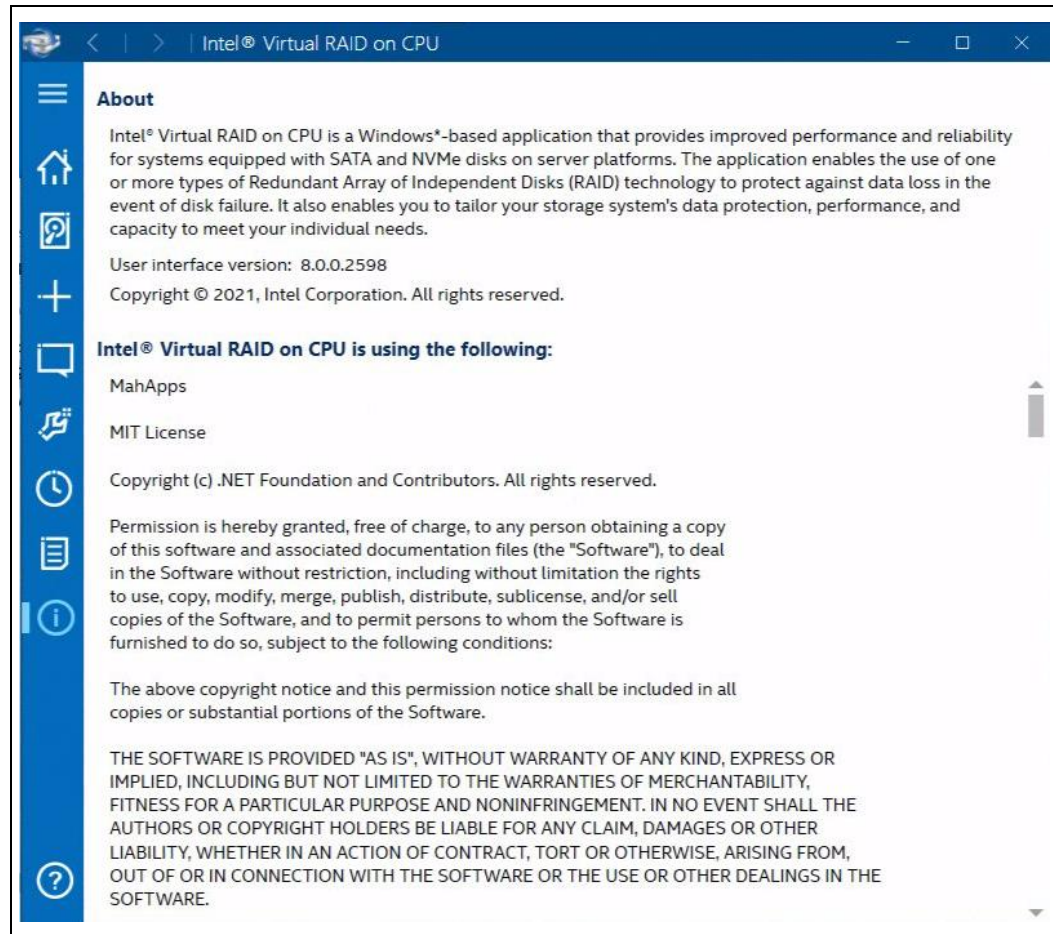 Intel® Virtual RAID on CPU
About
Intel® Virtual RAID on CPU is a Windows*-based application that provides improved performance and reliability
for systems equipped with SATA and NVMe disks on server platforms. The application enables the use of one
or more types of Redundant Array of Independent Disks (RAID) technology to protect against data loss in the
event of disk failure. It also enables you to tailor your storage system's data protection, performance, and
capacity to meet your individual needs.
User interface version: 8.0.0.2598
Copyright © 2021, Intel Corporation. All rights reserved.
Intel® Virtual RAID on CPU is using the following:
MahApps
MIT License
Copyright (c) .NET Foundation and Contributors. All rights reserved.
Permission is hereby granted, free of charge, to any person obtaining a copy
of this software and associated documentation files (the "Software"), to deal
in the Software without restriction, including without limitation the rights
to use, copy, modify, merge, publish, distribute, sublicense, and/or sell
copies of the Software, and to permit persons to whom the Software is
furnished to do so, subject to the following conditions:
The above copyright notice and this permission notice shall be included in all
copies or substantial portions of the Software.
THE SOFTWARE IS PROVIDED "AS IS", WITHOUT WARRANTY OF ANY KIND, EXPRESS OR
IMPLIED, INCLUDING BUT NOT LIMITED TO THE WARRANTIES OF MERCHANTABILITY,
FITNESS FOR A PARTICULAR PURPOSE AND NONINFRINGEMENT. IN NO EVENT SHALL THE
AUTHORS OR COPYRIGHT HOLDERS BE LIABLE FOR ANY CLAIM, DAMAGES OR OTHER
LIABILITY, WHETHER IN AN ACTION OF CONTRACT, TORT OR OTHERWISE, ARISING FROM,
OUT OF OR IN CONNECTION WITH THE SOFTWARE OR THE USE OR OTHER DEALINGS IN THE
SOFTWARE.